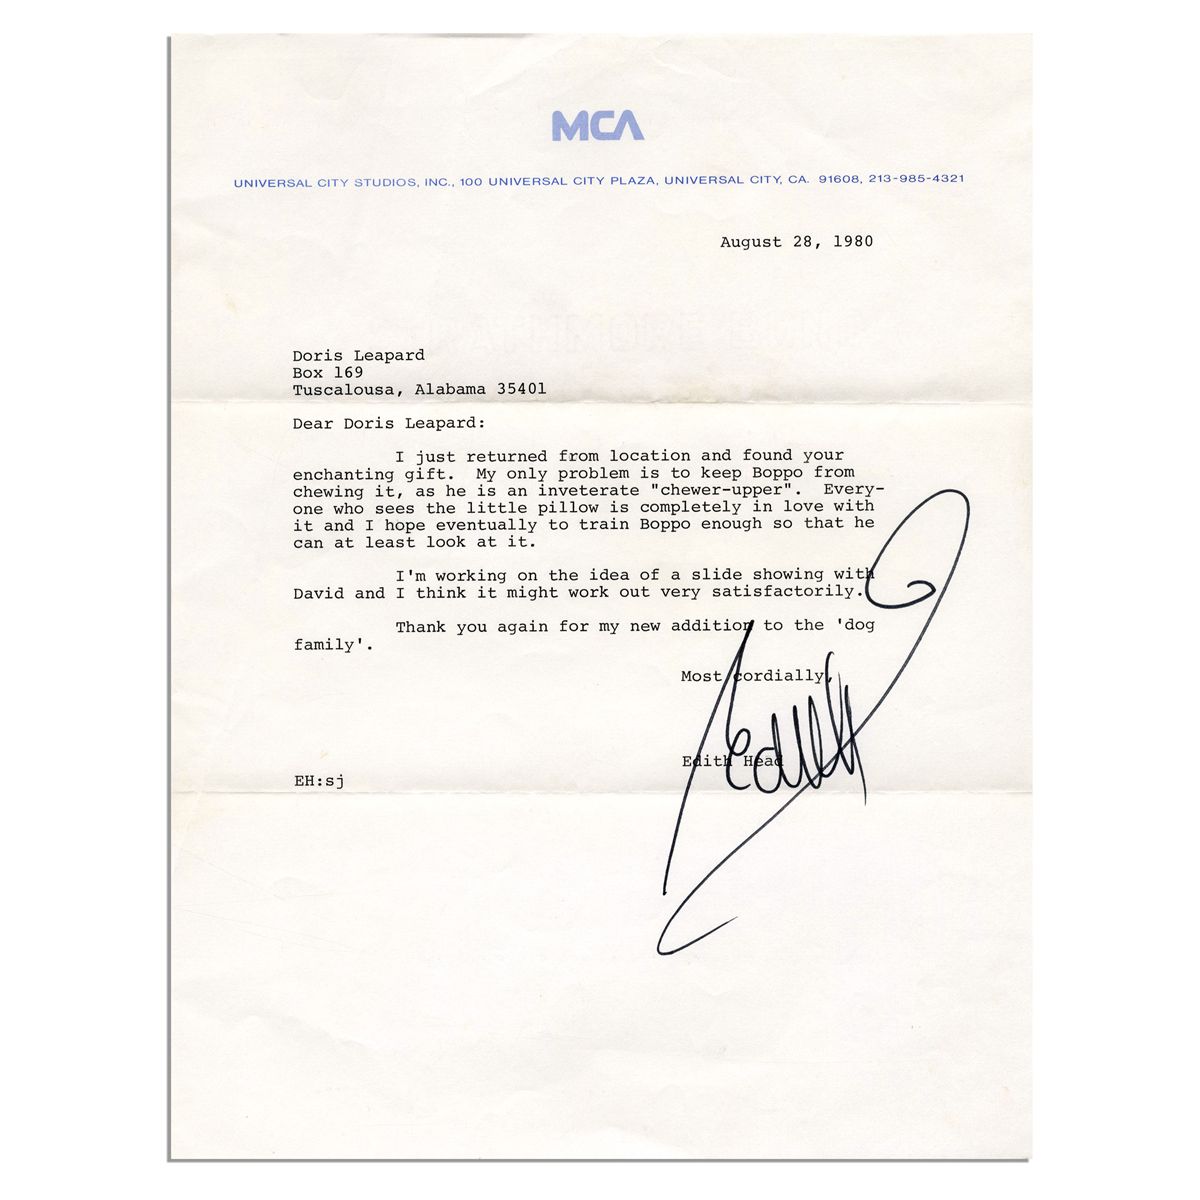 MCA
UNIVERSAL CITY STUDIOS, INC., 100 UNIVERSAL CITY PLAZA, UNIVERSAL CITY, CA. 91608, 213-985-4321
August 28, 1980
Doris Leapard
Box 169
Tuscalousa, Alabama 35401
Dear Doris Leapard:
I just returned from location and found your
enchanting gift. My only problem is to keep Boppo from
chewing it, as he is an inveterate "chewer-upper". Every-
one who sees the little pillow is completely in love with
it and I hope eventually to train Boppo enough so that he
can at least look at it.
I'm working on the idea of a slide showing with
David and I think it might work out very satisfactorily.
Thank you again for my new addition to the 'dog
family'.
Most cordially,
Edith
Edith Head
EH:sj